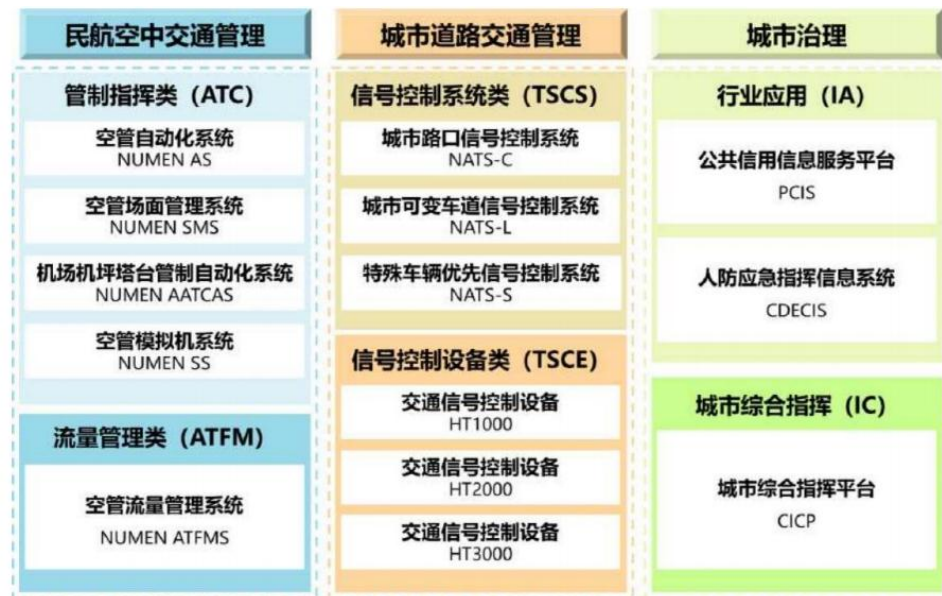 民航空中交通管理
管制指挥类（ATC）
空管自动化系统
NUMEN AS
空管场面管理系统
NUMEN SMS
机场机坪塔台管制自动化系统
NUMEN AATCAS
空管模拟机系统
NUMEN SS
流量管理类（ATFM）
空管流量管理系统
NUMEN ATFMS
城市道路交通管理
信号控制系统类（TSCS）
城市路口信号控制系统
NATS-C
城市可变车道信号控制系统
NATS-L
特殊车辆优先信号控制系统
NATS-S
信号控制设备类（TSCE）
交通信号控制设备
HT1000
交通信号控制设备
HT2000
交通信号控制设备
HT3000
城市治理
行业应用（IA）
公共信用信息服务平台
PCIS
人防应急指挥信息系统
CDECIS
城市综合指挥（IC）
城市综合指挥平台
CICP